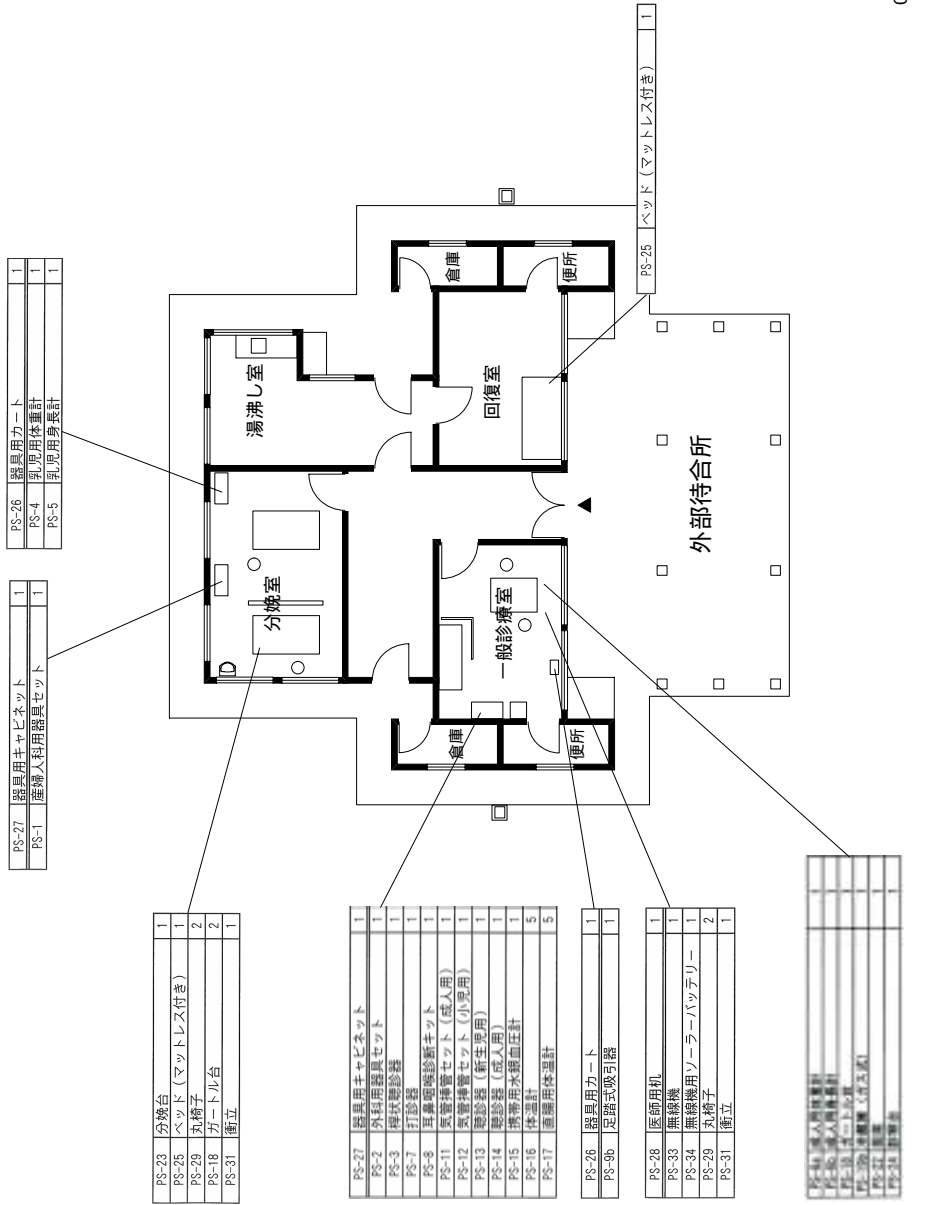 PS-26 器具用カート 1
PS-4 乳児用体重計 1
PS-5 乳児用身長計 1
PS-27 器具用キャビネット 1
PS-1 産婦人科用器具セット 1
PS-25 ベッド（マットレス付き） 1
湯沸し室
倉庫
便所
分娩室
回復室
一般診療室
倉庫
便所
外部待合所
PS-23 分娩台 1
PS-25 ベッド（マットレス付き） 1
PS-29 丸椅子 2
PS-18 ガートル台 2
PS-31 衝立 1
PS-27 器具用キャビネット 1
PS-2 外科用器具セット 1
PS-3 桿状聴診器 1
PS-7 打診器 1
PS-8 耳鼻咽喉診断キット 1
PS-11 気管挿管セット（成人用） 1
PS-12 気管挿管セット（小児用） 1
PS-13 聴診器（新生児用） 1
PS-14 聴診器（成人用） 1
PS-15 携帯用水銀血圧計 1
PS-16 体温計 5
PS-17 直腸用体温計 5
PS-26 器具用カート 1
PS-9b 足踏式吸引器 1
PS-28 医師用机 1
PS-33 無線機 1
PS-34 無線機用ソーラーバッテリー 1
PS-29 丸椅子 2
PS-31 衝立 1